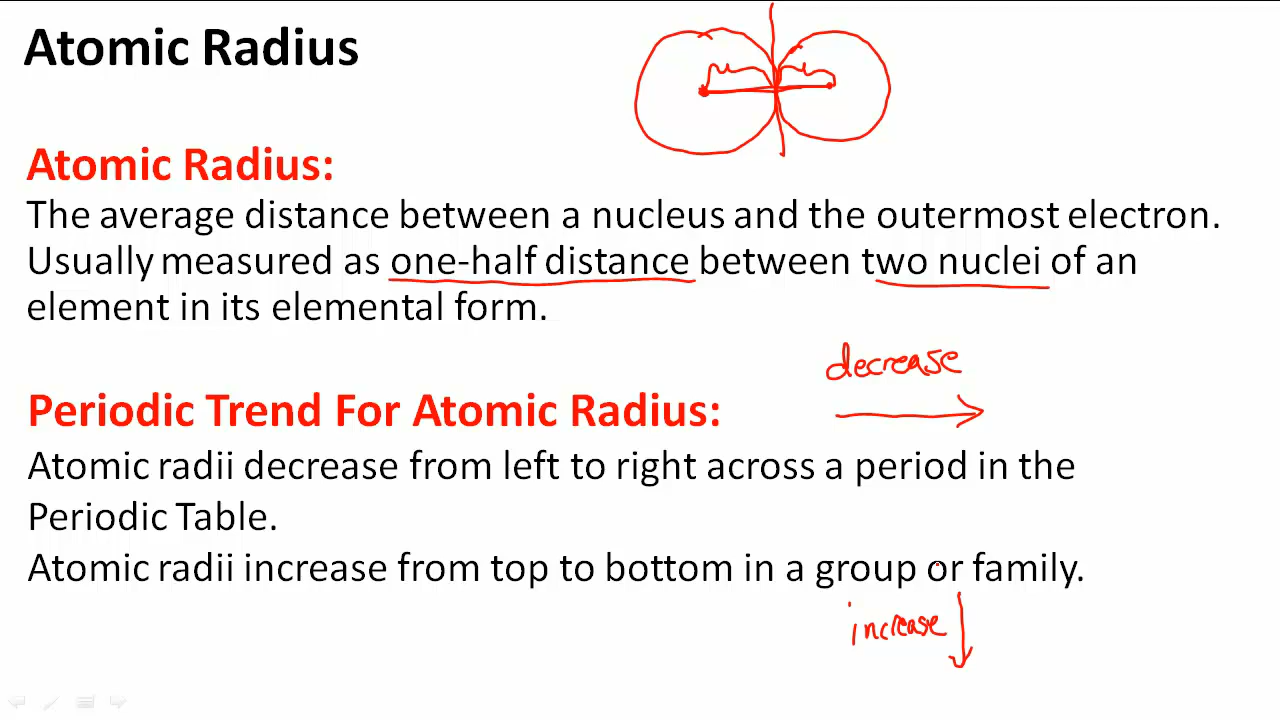 Atomic Radius
Atomic Radius:
The average distance between a nucleus and the outermost electron.
Usually measured as one-half distance between two nuclei of an
element in its elemental form.
decrease
Periodic Trend For Atomic Radius:
Atomic radii decrease from left to right across a period in the
Periodic Table.
Atomic radii increase from top to bottom in a group or family.
increase